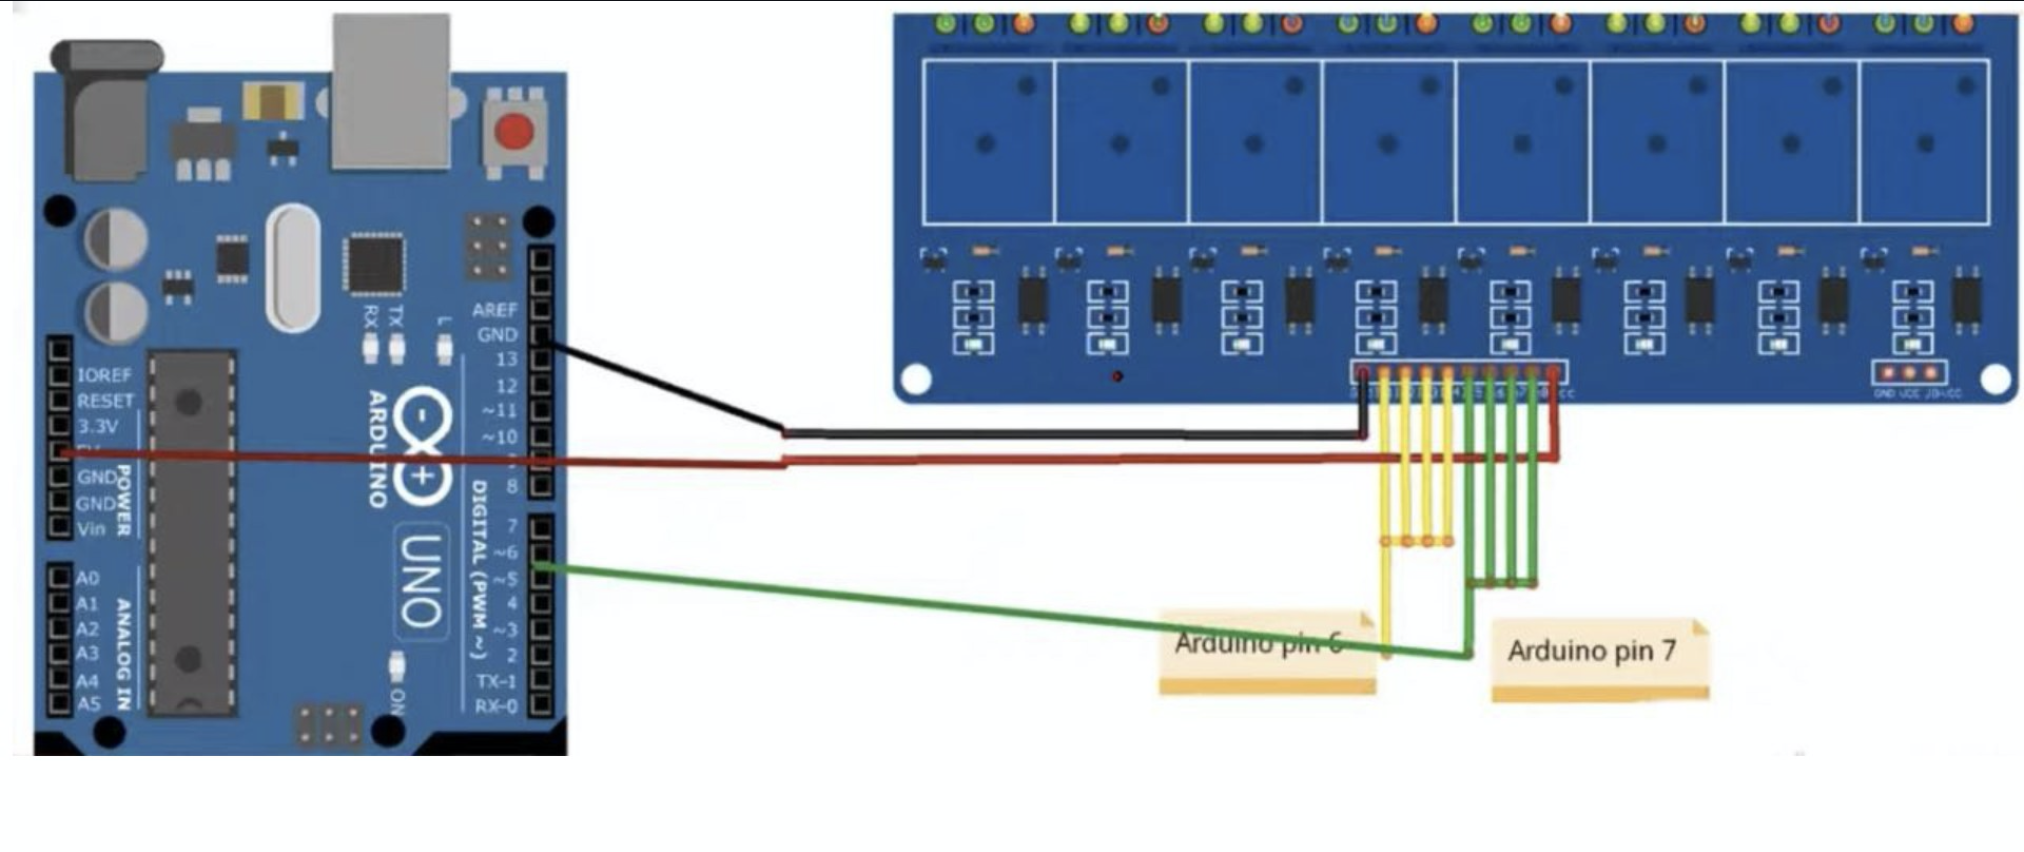 AREF
GND
13
12
~11
~10
8
7
~6
~5
4
~3
2
TX-1
RX-0
RX
TX
L
IOREF
RESET
3.3V
GND
GND
Vin
A0
A1
A2
A3
A4
A5
POWER
ANALOG IN
ARDUINO
UNO
DIGITAL (PWM ~)
ON
GND VCC JD-VCC
Arduino pin 6
Arduino pin 7